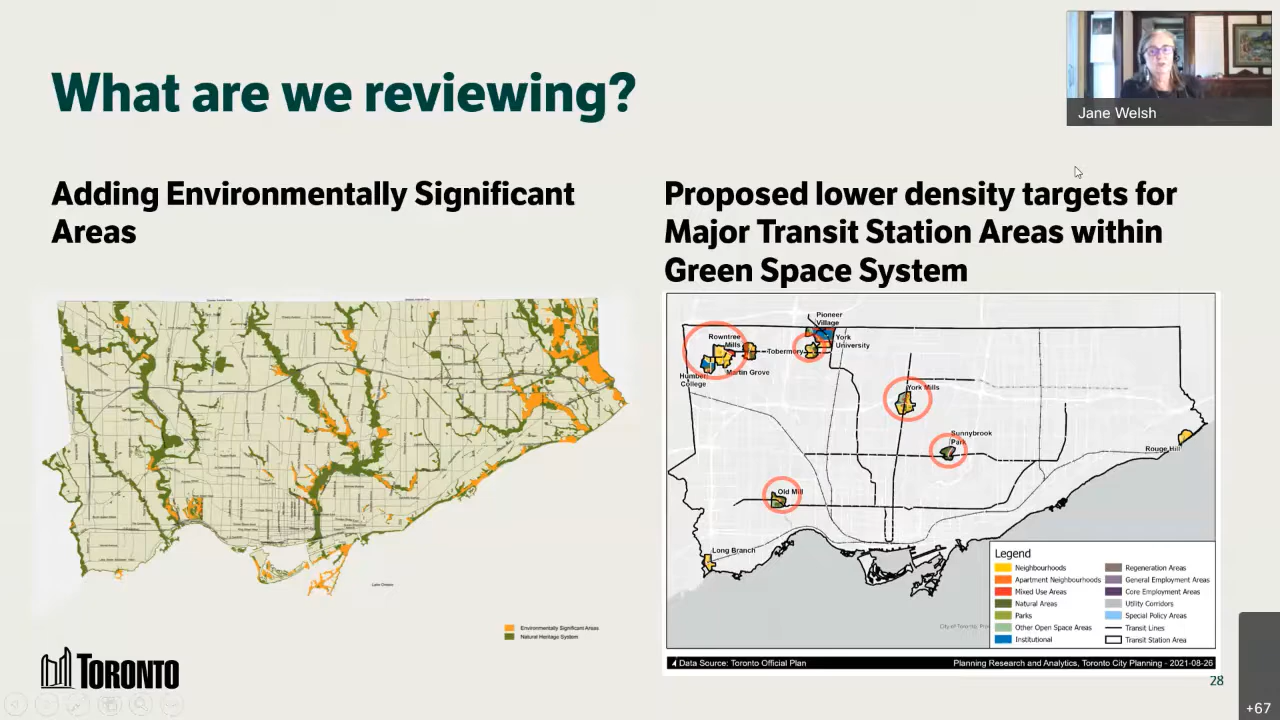 What are we reviewing?
Jane Welsh
Adding Environmentally Significant
Areas
Proposed lower density targets for
Major Transit Station Areas within
Green Space System
Lake Ontario
Environmentally Significant Areas
Natural Heritage System
Pioneer
Village
York
University
Rowntree
Mills
Tobermory
Martin Grove
Humber
College
York Mills
Sunnybrook
Park
Rouge Hill
Old Mill
Long Branch
Legend
Neighbourhoods
Apartment Neighbourhoods
Mixed Use Areas
Natural Areas
Parks
Other Open Space Areas
Institutional
Regeneration Areas
General Employment Areas
Core Employment Areas
Utility Corridors
Special Policy Areas
Transit Lines
Transit Station Area
City of Toronto
Data Source: Toronto Official Plan
Planning Research and Analytics, Toronto City Planning - 2021-08-26
TORONTO
28
+67